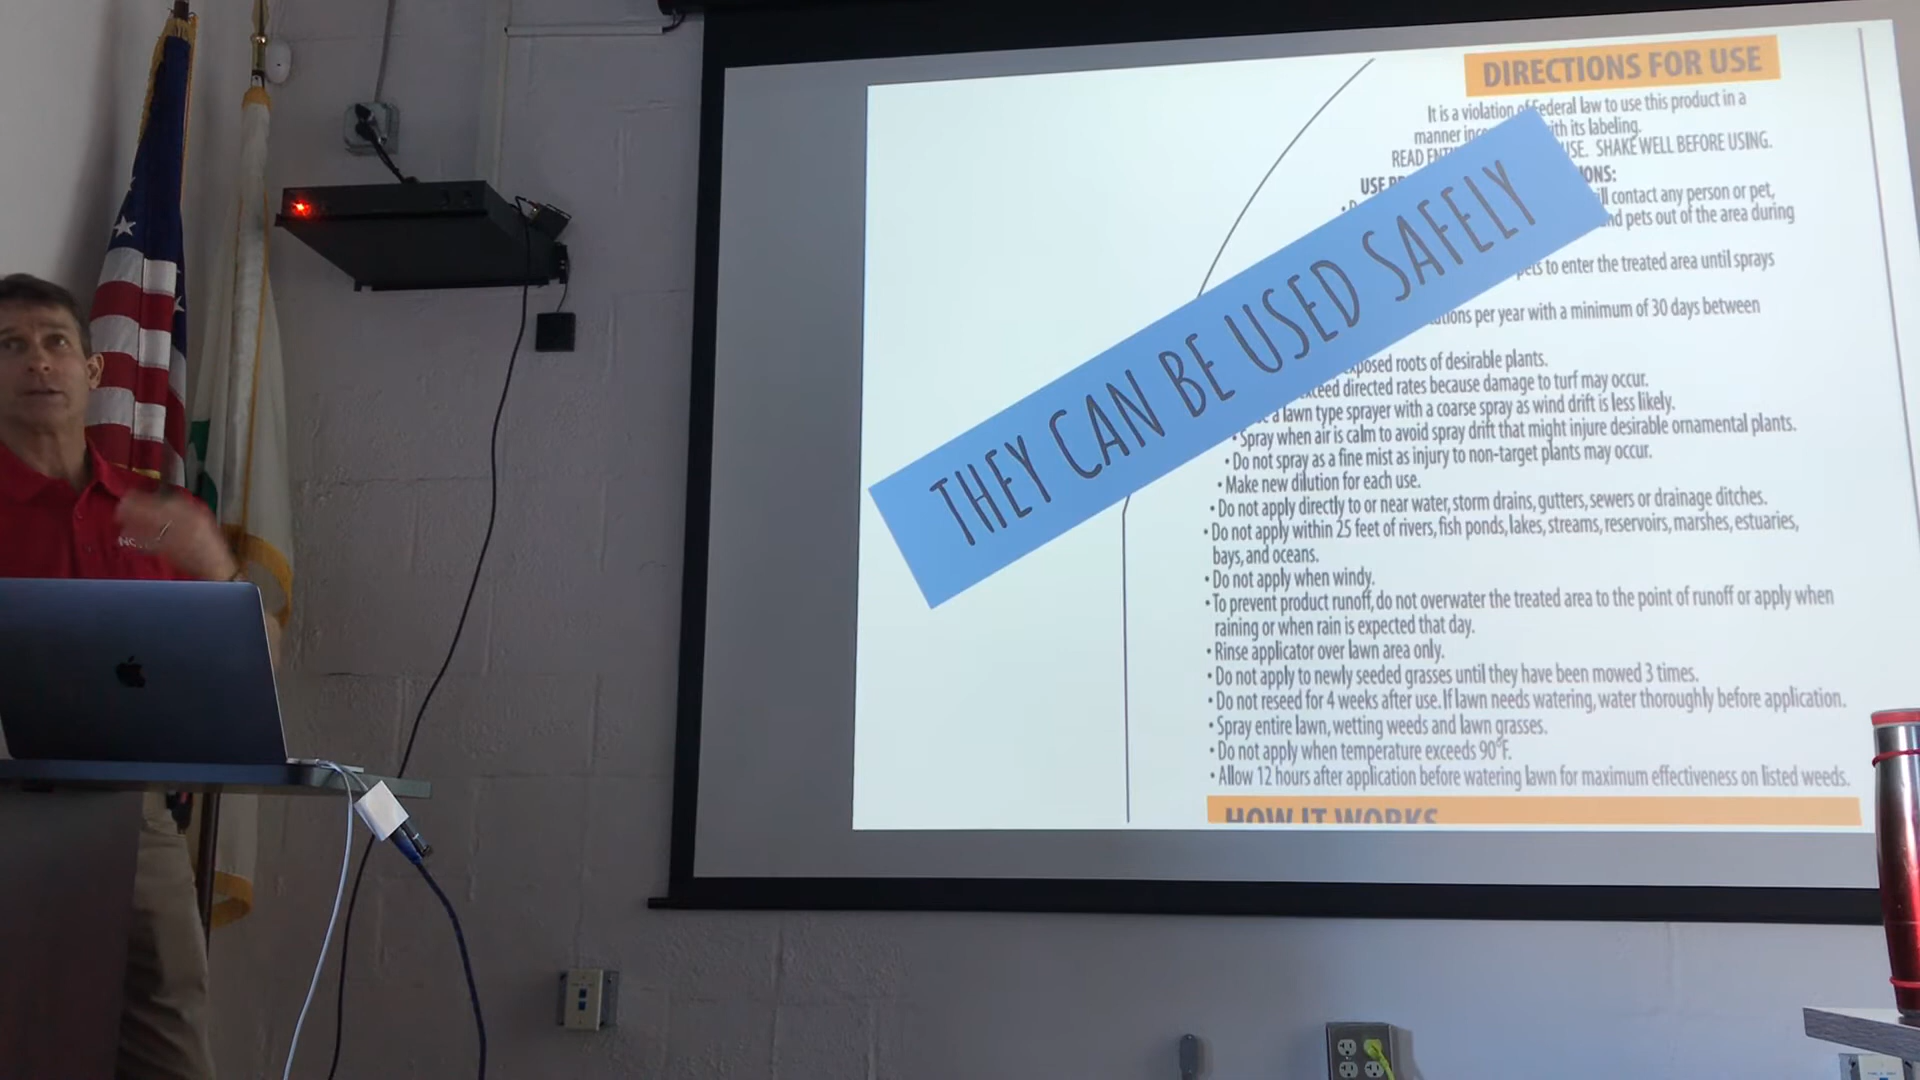 DIRECTIONS FOR USE
It is a violation of Federal law to use this product in a
manner with its labeling.
READ USE. SHAKE WELL BEFORE USING.
USE
contact any person or pet,
pets out of the area during
to enter the treated area until sprays
per year with a minimum of 30 days between
roots of desirable plants.
directed rates because damage to turf may occur.
a lawn type sprayer with a coarse spray as wind drift is less likely.
• Spray when air is calm to avoid spray drift that might injure desirable ornamental plants.
• Do not spray as a fine mist as injury to non-target plants may occur.
• Make new dilution for each use.
• Do not apply directly to or near water, storm drains, gutters, sewers or drainage ditches.
• Do not apply within 25 feet of rivers, fish ponds, lakes, streams, reservoirs, marshes, estuaries,
bays, and oceans.
• Do not apply when windy.
• To prevent product runoff, do not overwater the treated area to the point of runoff or apply when
raining or when rain is expected that day.
• Rinse applicator over lawn area only.
• Do not apply to newly seeded grasses until they have been mowed 3 times.
• Do not reseed for 4 weeks after use. If lawn needs watering, water thoroughly before application.
• Spray entire lawn, wetting weeds and lawn grasses.
• Do not apply when temperature exceeds 90°F.
• Allow 12 hours after application before watering lawn for maximum effectiveness on listed weeds.
HOW IT WORKS
THEY CAN BE USED SAFELY